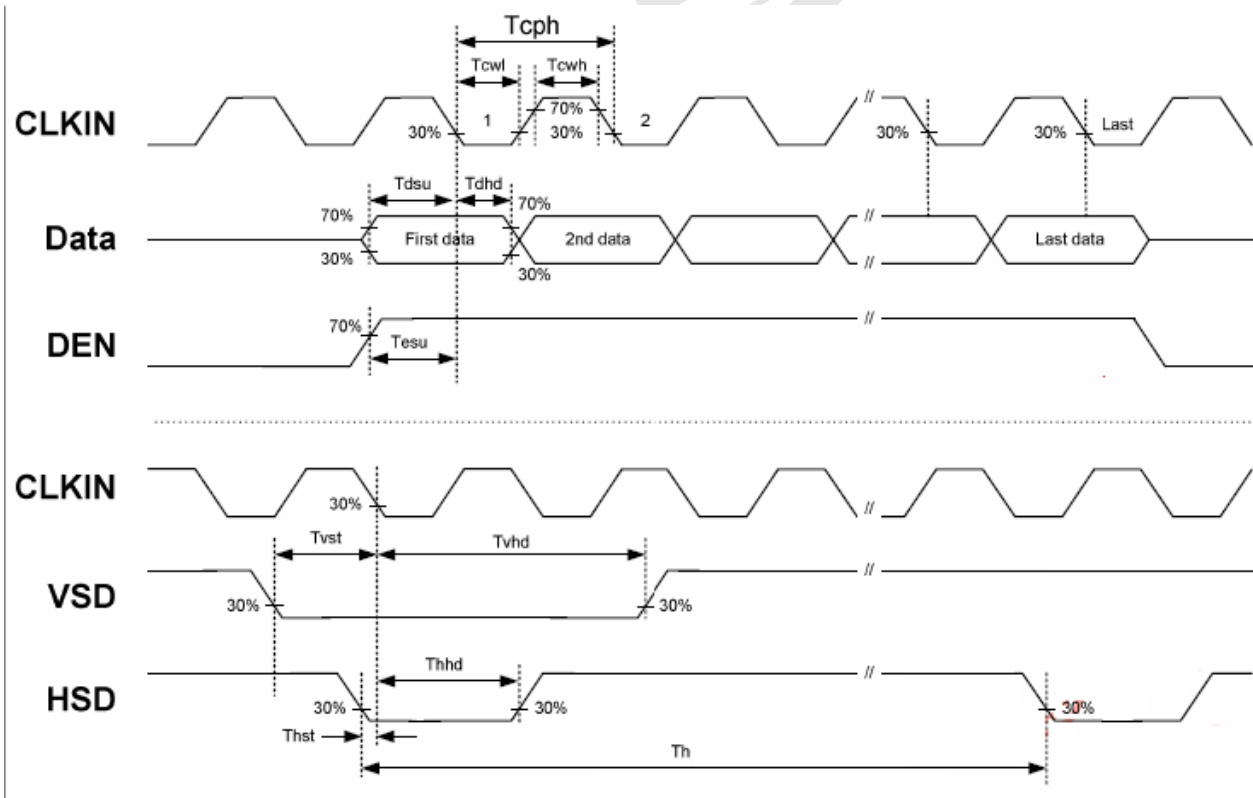 Tcph
Tcwl Tcwh
CLKIN 30% 1 70% 30% 2 // 30% 30% Last
Tdsu Tdhd
70% 70%
Data First data 2nd data // // Last data
30% 30%
70% //
DEN Tesu
CLKIN 30% //
Tvst Tvhd
VSD 30% 30% //
Thhd
HSD 30% 30% // 30%
Thst
Th